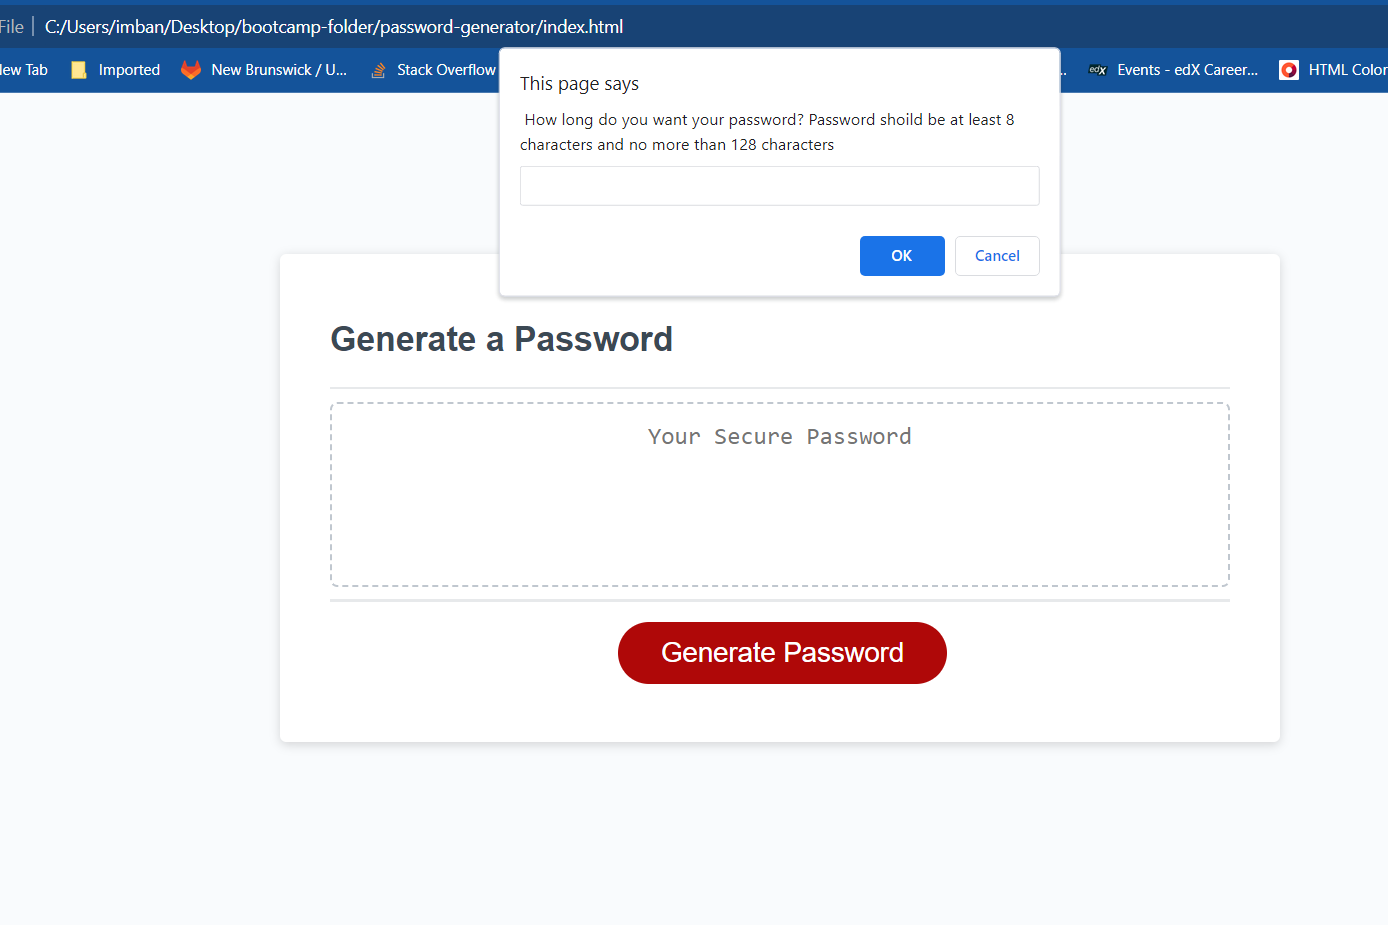 File | C:/Users/imban/Desktop/bootcamp-folder/password-generator/index.html
New Tab Imported New Brunswick / U... Stack Overflow .. edX Events - edX Career... HTML Color
This page says
How long do you want your password? Password shoild be at least 8
characters and no more than 128 characters
OK Cancel
Generate a Password
Your Secure Password
Generate Password